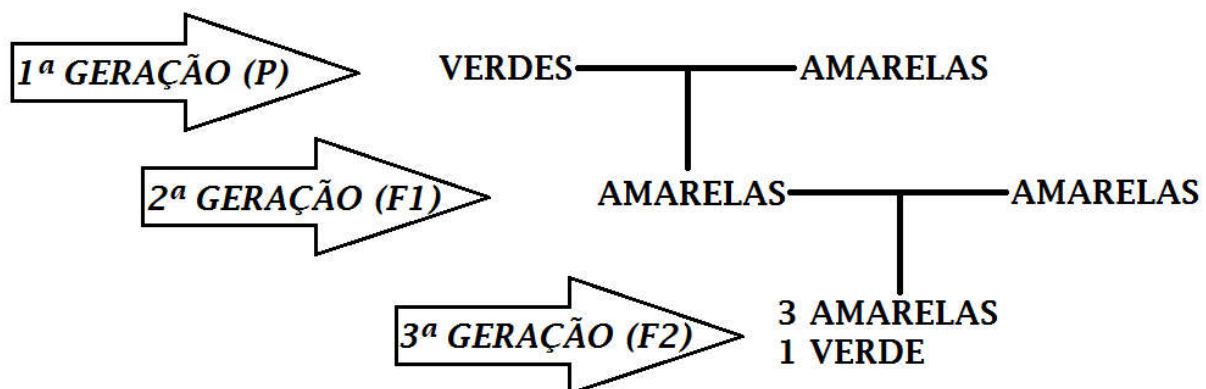 1ª GERAÇÃO (P)
VERDES AMARELAS
2ª GERAÇÃO (F1)
AMARELAS AMARELAS
3ª GERAÇÃO (F2)
3 AMARELAS
1 VERDE